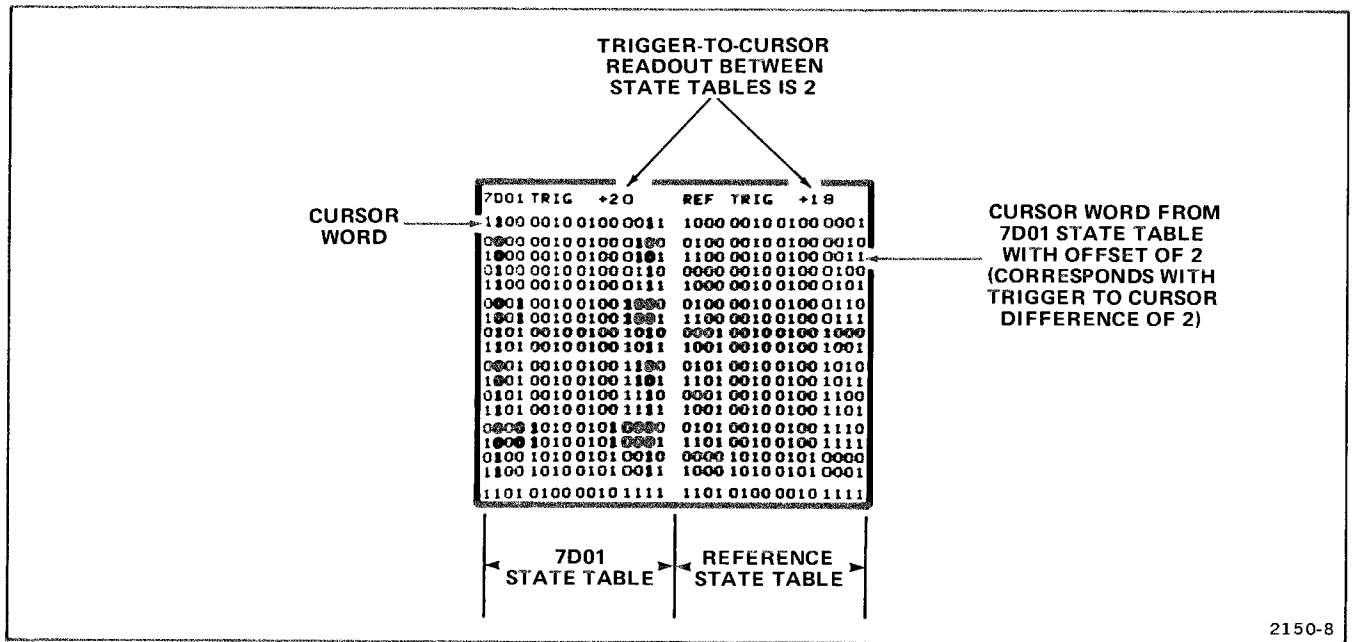 TRIGGER-TO-CURSOR
READOUT BETWEEN
STATE TABLES IS 2
7D01 TRIG +20 REF TRIG +18
CURSOR
WORD
1100 0010 0100 0011 1000 0010 0100 0001
0000 0010 0100 0100 0100 0010 0100 0010
1000 0010 0100 0101 1100 0010 0100 0011
0100 0010 0100 0110 0000 0010 0100 0100
1100 0010 0100 0111 1000 0010 0100 0101
0001 0010 0100 1000 0100 0010 0100 0110
1001 0010 0100 1001 1100 0010 0100 0111
0101 0010 0100 1010 0001 0010 0100 1000
1101 0010 0100 1011 1001 0010 0100 1001
0001 0010 0100 1100 0101 0010 0100 1010
1001 0010 0100 1101 1101 0010 0100 1011
0101 0010 0100 1110 0001 0010 0100 1100
1101 0010 0100 1111 1001 0010 0100 1101
0000 1010 0101 0000 0101 0010 0100 1110
1000 1010 0101 0001 1101 0010 0100 1111
0100 1010 0101 0010 0000 1010 0101 0000
1100 1010 0101 0011 1000 1010 0101 0001
1101 0100 0010 1111 1101 0100 0010 1111
CURSOR WORD FROM
7D01 STATE TABLE
WITH OFFSET OF 2
(CORRESPONDS WITH
TRIGGER TO CURSOR
DIFFERENCE OF 2)
7D01
STATE TABLE
REFERENCE
STATE TABLE
2150-8